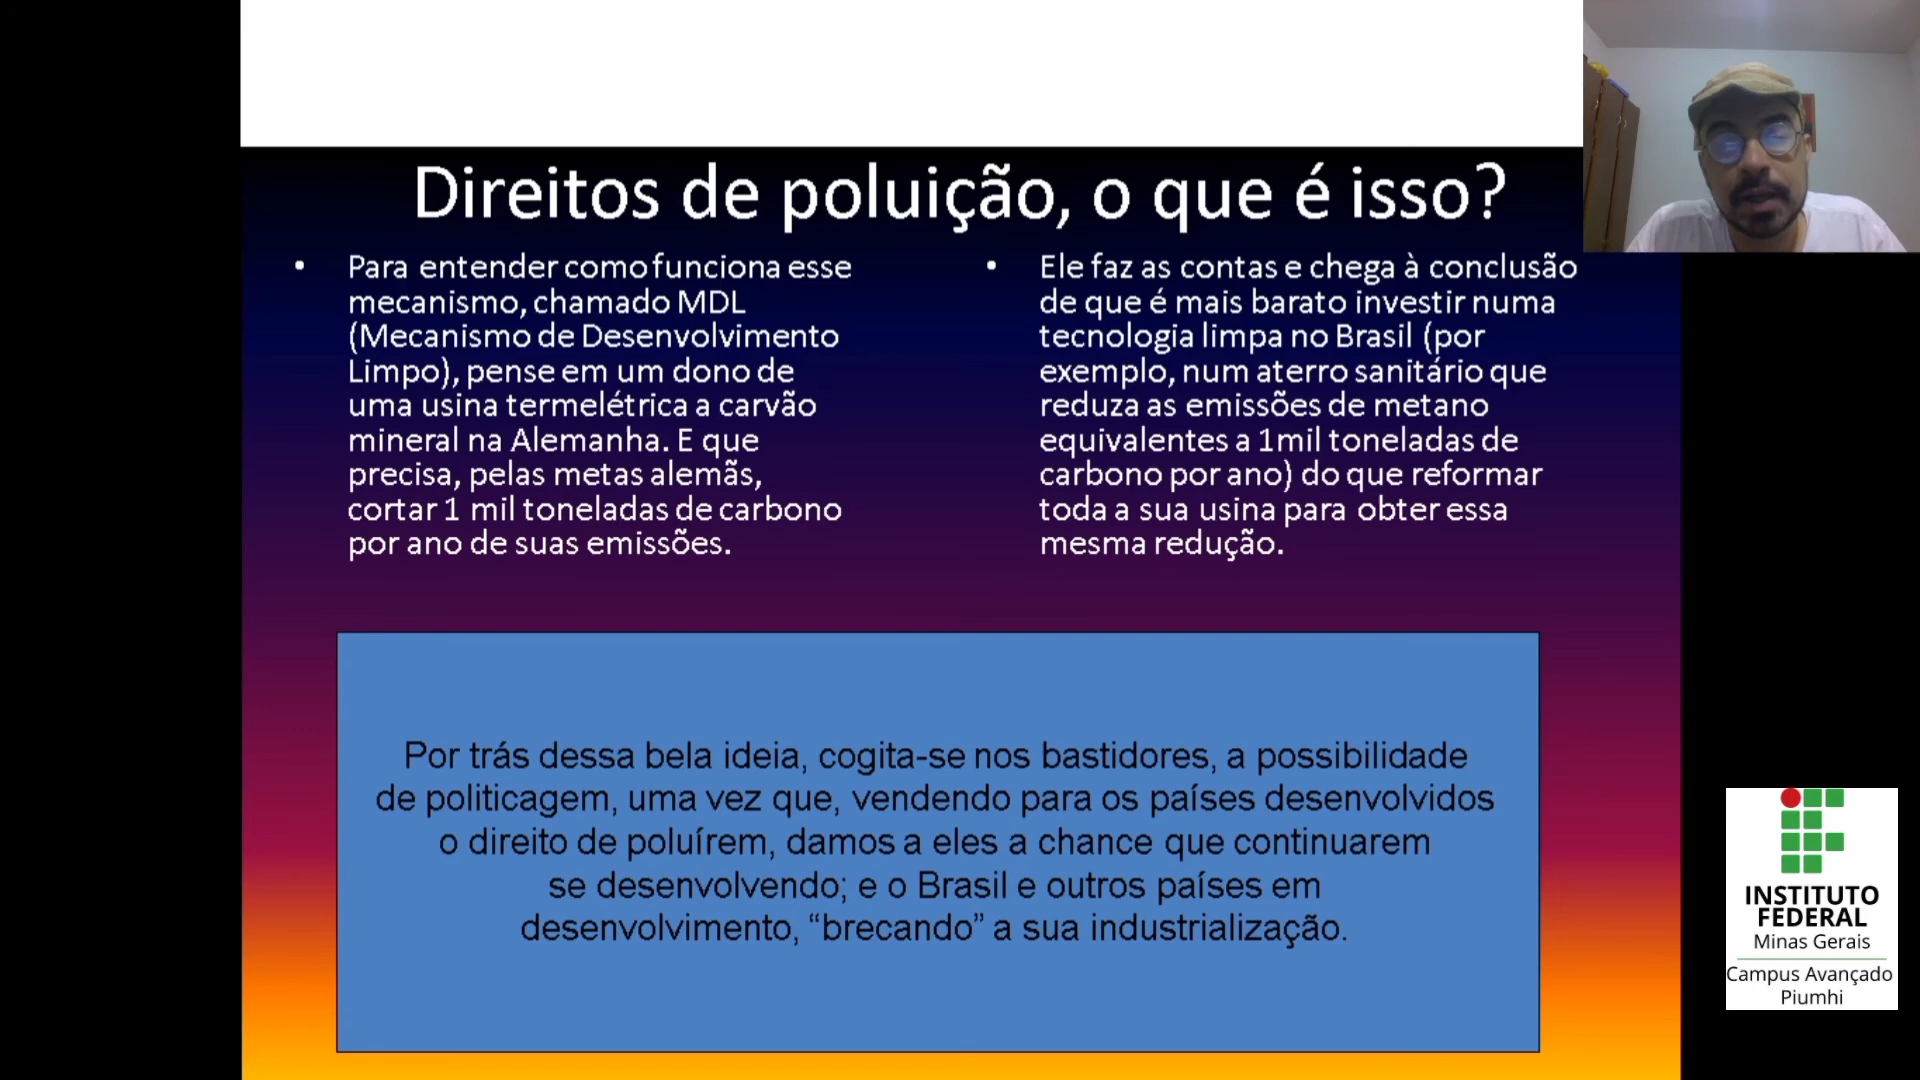 Direitos de poluição, o que é isso?
• Para entender como funciona esse
mecanismo, chamado MDL
(Mecanismo de Desenvolvimento
Limpo), pense em um dono de
uma usina termelétrica a carvão
mineral na Alemanha. E que
precisa, pelas metas alemãs,
cortar 1 mil toneladas de carbono
por ano de suas emissões.
• Ele faz as contas e chega à conclusão
de que é mais barato investir numa
tecnologia limpa no Brasil (por
exemplo, num aterro sanitário que
reduza as emissões de metano
equivalentes a 1mil toneladas de
carbono por ano) do que reformar
toda a sua usina para obter essa
mesma redução.
Por trás dessa bela ideia, cogita-se nos bastidores, a possibilidade
de politicagem, uma vez que, vendendo para os países desenvolvidos
o direito de poluírem, damos a eles a chance que continuarem
se desenvolvendo; e o Brasil e outros países em
desenvolvimento, “brecando” a sua industrialização.
INSTITUTO
FEDERAL
Minas Gerais
Campus Avançado
Piumhi